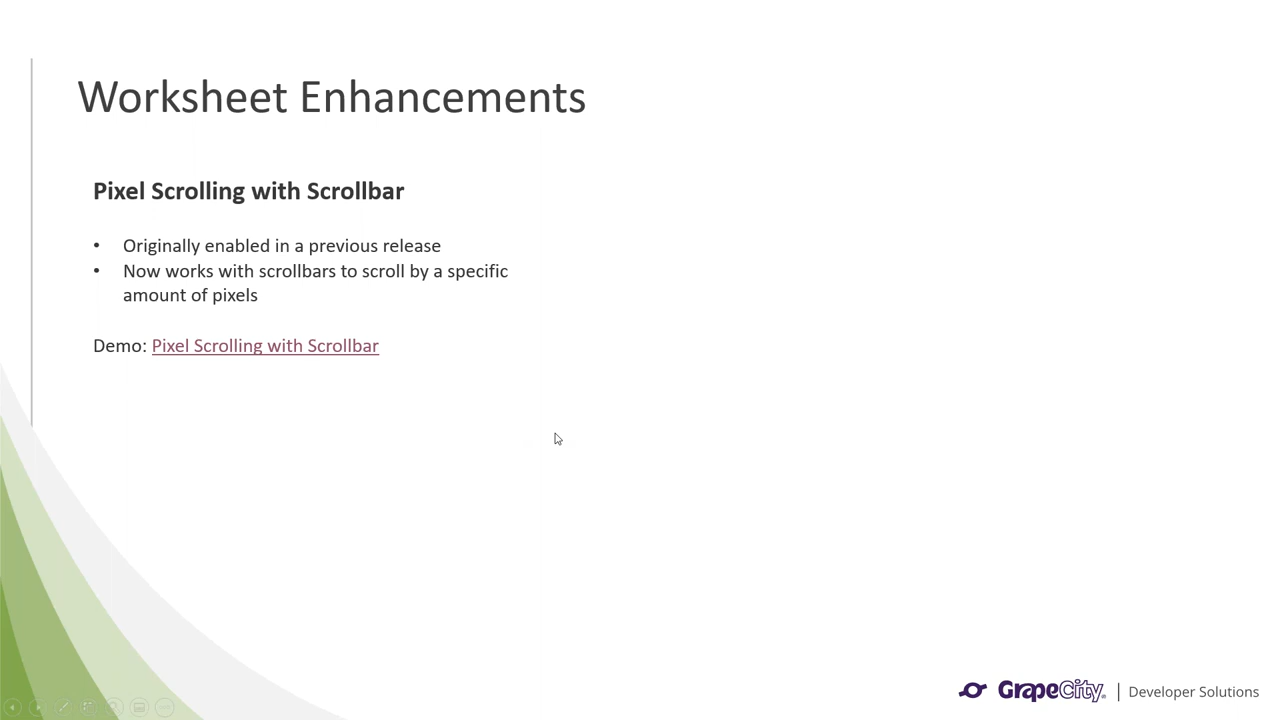 Worksheet Enhancements
Pixel Scrolling with Scrollbar
• Originally enabled in a previous release
• Now works with scrollbars to scroll by a specific
amount of pixels
Demo: Pixel Scrolling with Scrollbar
GrapeCity® | Developer Solutions